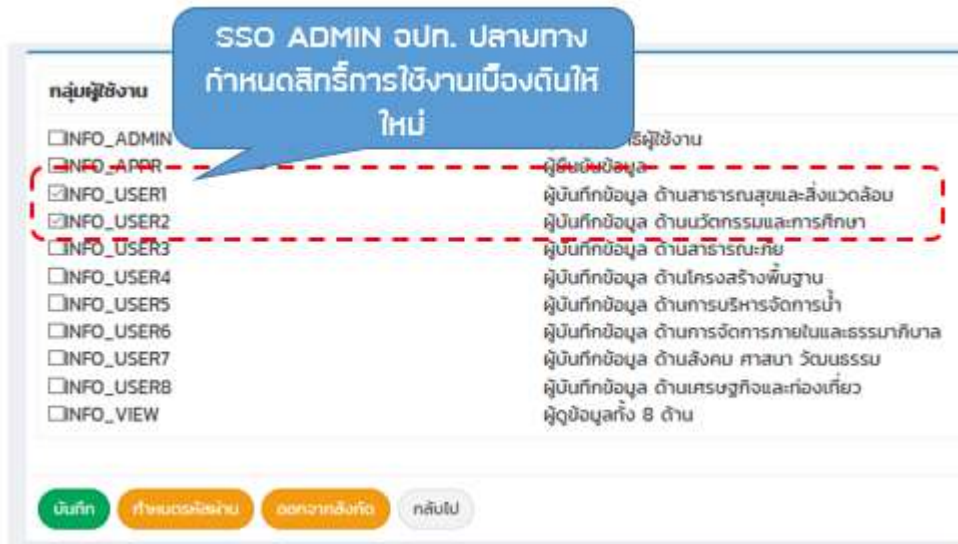 SSO ADMIN อปท. ปลายทาง
กำหนดสิทธิ์การใช้งานเบื้องต้นให้
ใหม่
กลุ่มผู้ใช้งาน
INFO_ADMIN ผู้ใช้งาน
INFO_APPR ผู้ยืนยันข้อมูล
INFO_USER1 ผู้บันทึกข้อมูล ด้านสาธารณสุขและสิ่งแวดล้อม
INFO_USER2 ผู้บันทึกข้อมูล ด้านนวัตกรรมและการศึกษา
INFO_USER3 ผู้บันทึกข้อมูล ด้านสาธารณะภัย
INFO_USER4 ผู้บันทึกข้อมูล ด้านโครงสร้างพื้นฐาน
INFO_USER5 ผู้บันทึกข้อมูล ด้านการบริหารจัดการน้ำ
INFO_USER6 ผู้บันทึกข้อมูล ด้านการจัดการภายในและธรรมาภิบาล
INFO_USER7 ผู้บันทึกข้อมูล ด้านสังคม ศาสนา วัฒนธรรม
INFO_USER8 ผู้บันทึกข้อมูล ด้านเศรษฐกิจและท่องเที่ยว
INFO_VIEW ผู้ดูข้อมูลทั้ง 8 ด้าน
บันทึก กำหนดรหัสผ่าน ออกจากสังกัด กลับไป